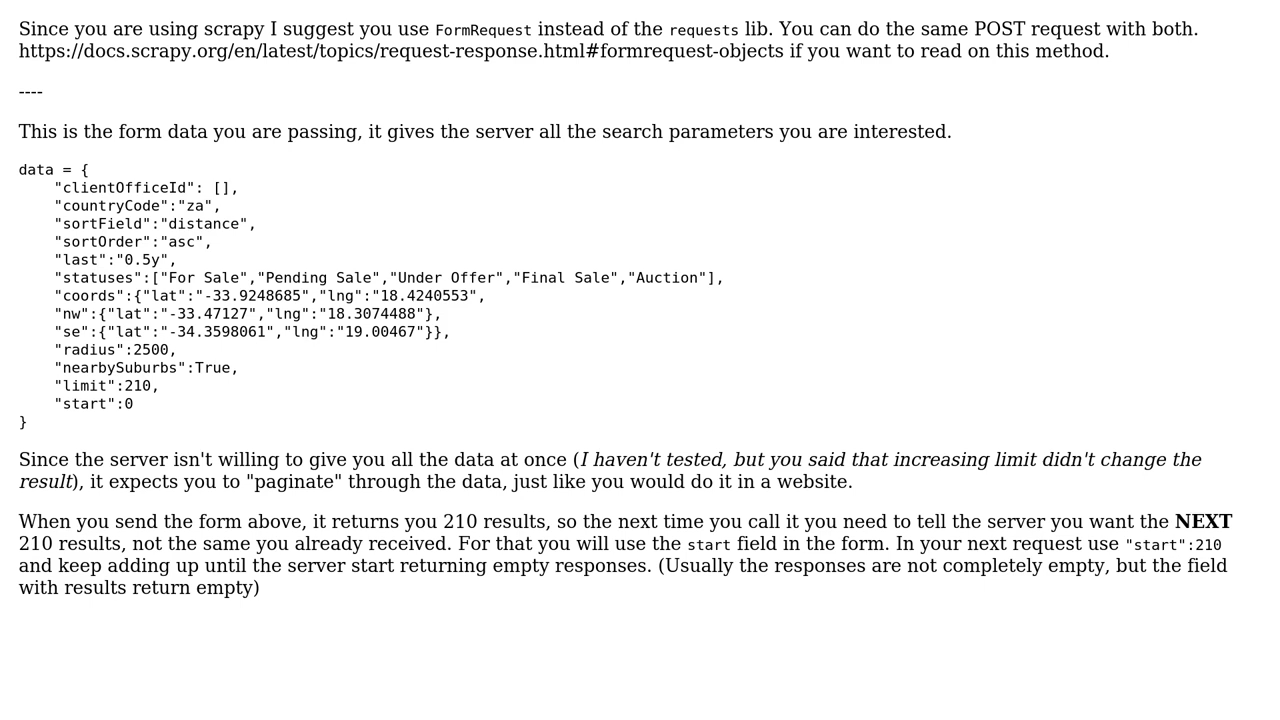 Since you are using scrapy I suggest you use FormRequest instead of the requests lib. You can do the same POST request with both.
https://docs.scrapy.org/en/latest/topics/request-response.html#formrequest-objects if you want to read on this method.
----
This is the form data you are passing, it gives the server all the search parameters you are interested.
data = {
    "clientOfficeId": [],
    "countryCode":"za",
    "sortField":"distance",
    "sortOrder":"asc",
    "last":"0.5y",
    "statuses":["For Sale","Pending Sale","Under Offer","Final Sale","Auction"],
    "coords":{"lat":"-33.9248685","lng":"18.4240553",
    "nw":{"lat":"-33.47127","lng":"18.3074488"},
    "se":{"lat":"-34.3598061","lng":"19.00467"}},
    "radius":2500,
    "nearbySuburbs":True,
    "limit":210,
    "start":0
}
Since the server isn't willing to give you all the data at once (I haven't tested, but you said that increasing limit didn't change the
result), it expects you to "paginate" through the data, just like you would do it in a website.
When you send the form above, it returns you 210 results, so the next time you call it you need to tell the server you want the NEXT
210 results, not the same you already received. For that you will use the start field in the form. In your next request use "start":210
and keep adding up until the server start returning empty responses. (Usually the responses are not completely empty, but the field
with results return empty)